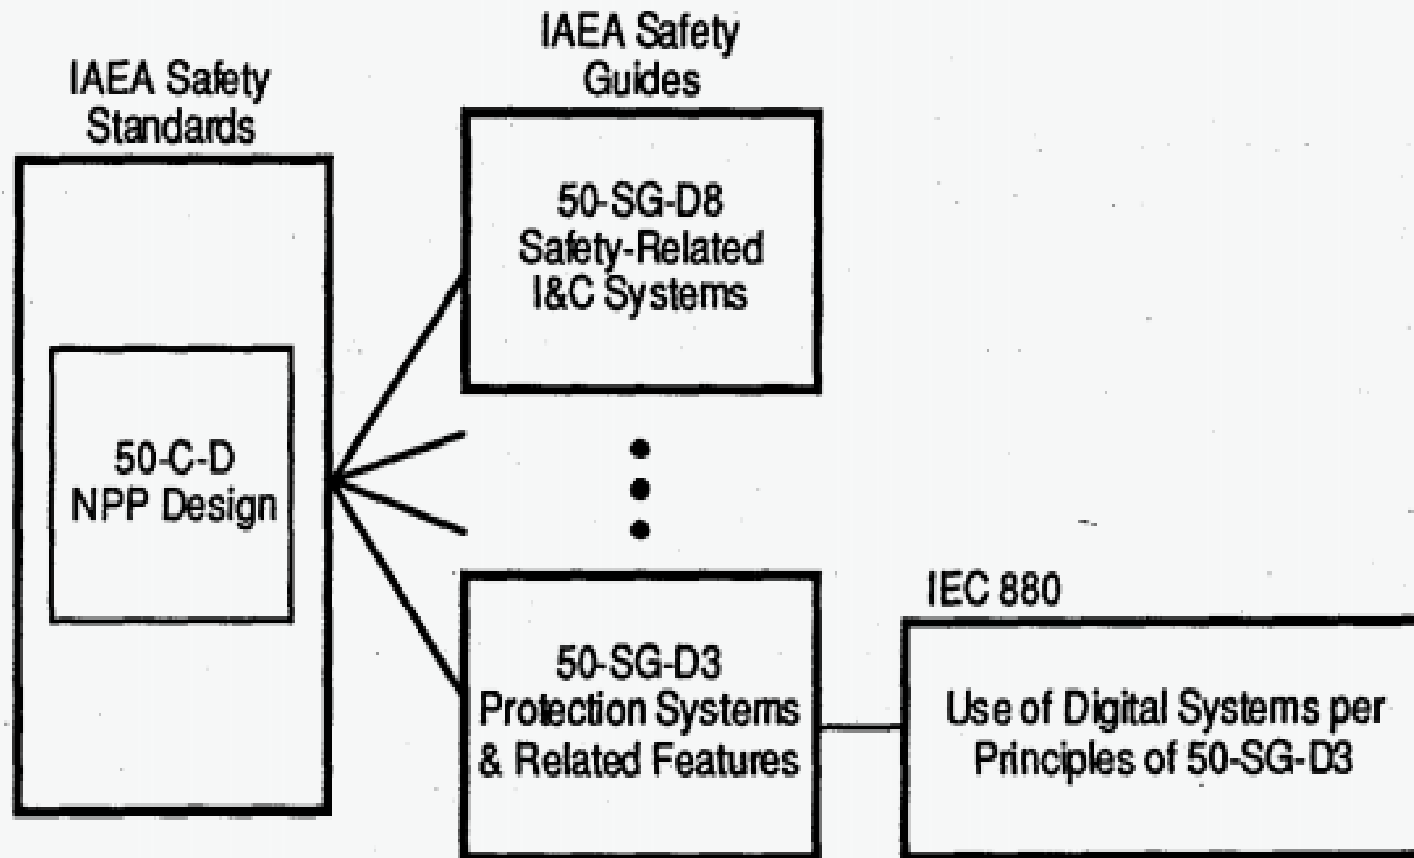 IAEA Safety
Standards
50-C-D
NPP Design
IAEA Safety
Guides
50-SG-D8
Safety-Related
I&C Systems
50-SG-D3
Protection Systems
& Related Features
IEC 880
Use of Digital Systems per
Principles of 50-SG-D3